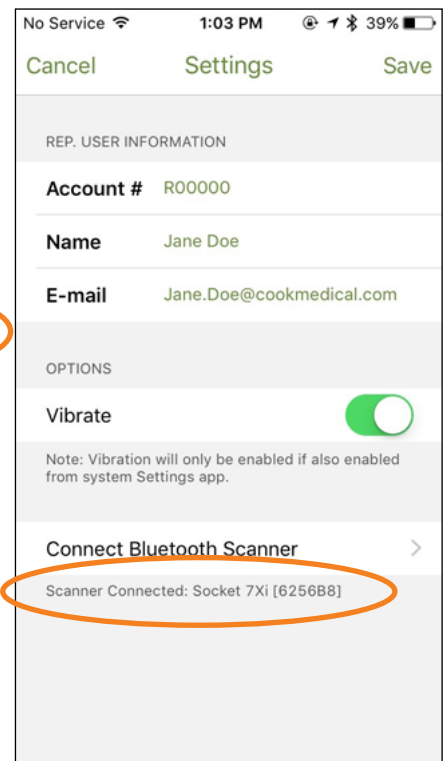 No Service 1:03 PM 39%
Cancel Settings Save
REP. USER INFORMATION
Account # R00000
Name Jane Doe
E-mail Jane.Doe@cookmedical.com
OPTIONS
Vibrate
Note: Vibration will only be enabled if also enabled
from system Settings app.
Connect Bluetooth Scanner
Scanner Connected: Socket 7Xi [6256B8]